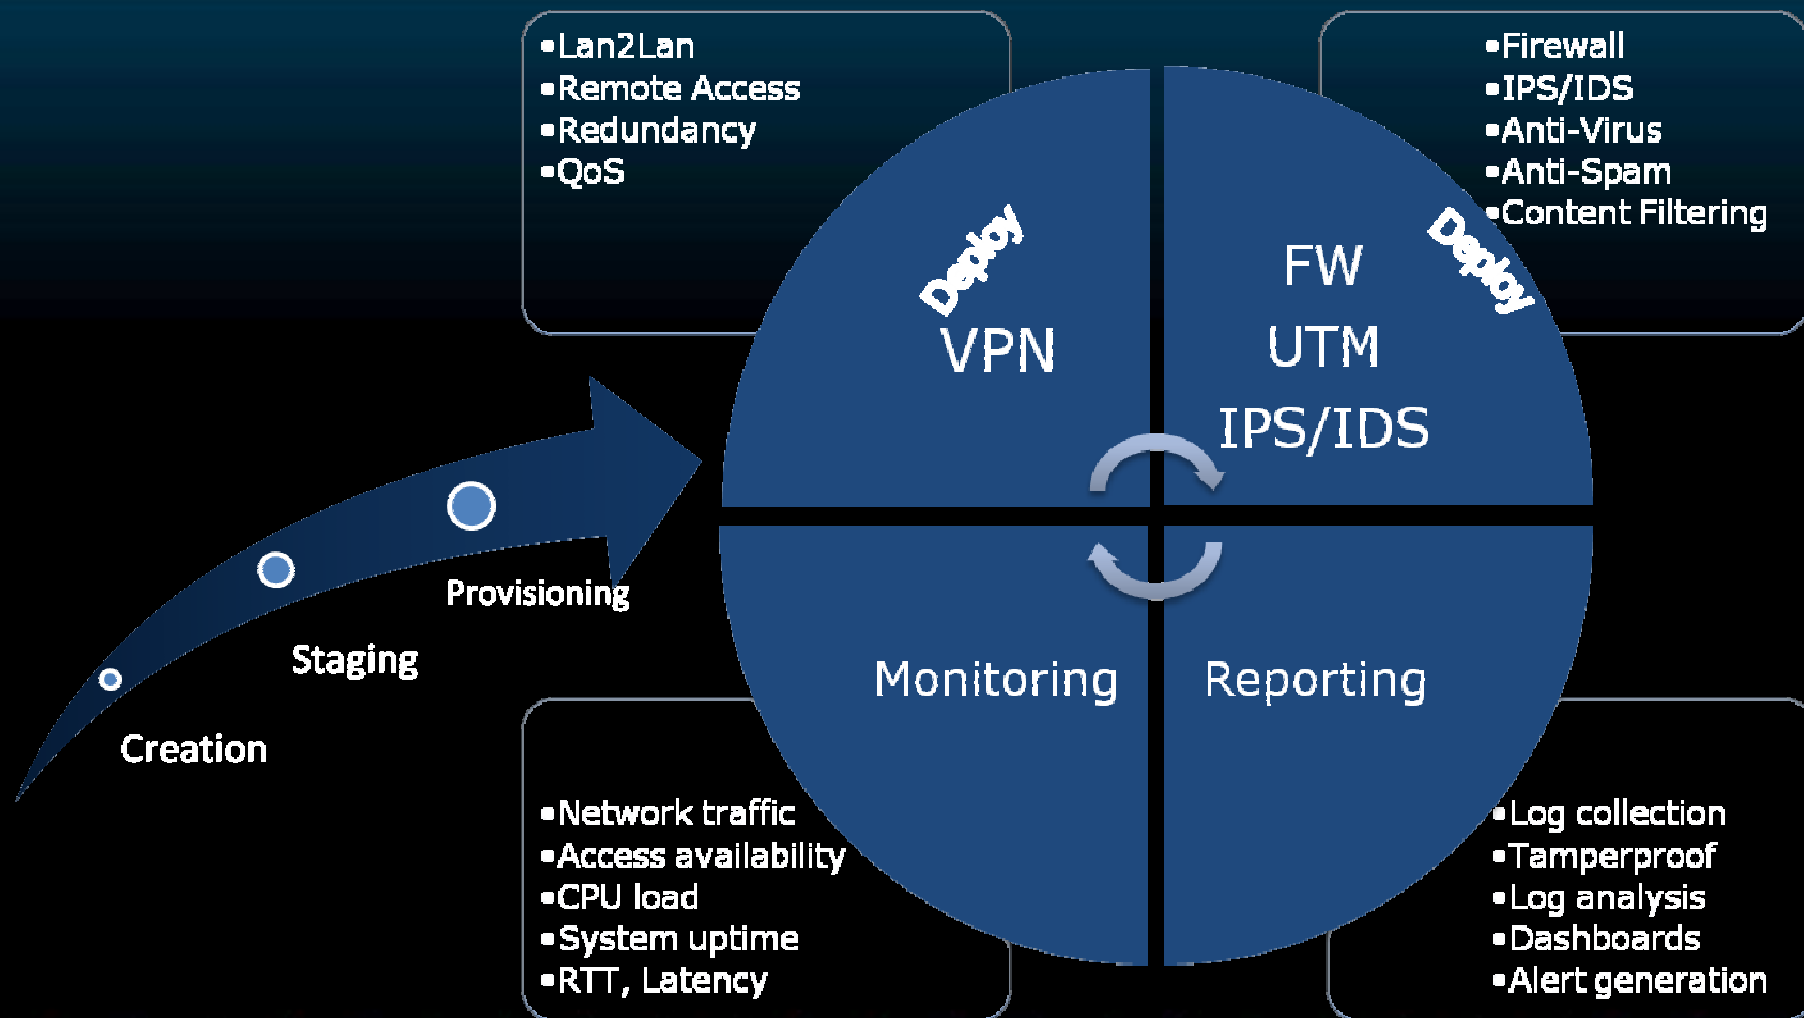 •Lan2Lan
•Remote Access
•Redundancy
•QoS
•Firewall
•IPS/IDS
•Anti-Virus
•Anti-Spam
•Content Filtering
Deploy
VPN
Deploy
FW
UTM
IPS/IDS
Provisioning
Staging
Creation
Monitoring
Reporting
•Network traffic
•Access availability
•CPU load
•System uptime
•RTT, Latency
•Log collection
•Tamperproof
•Log analysis
•Dashboards
•Alert generation